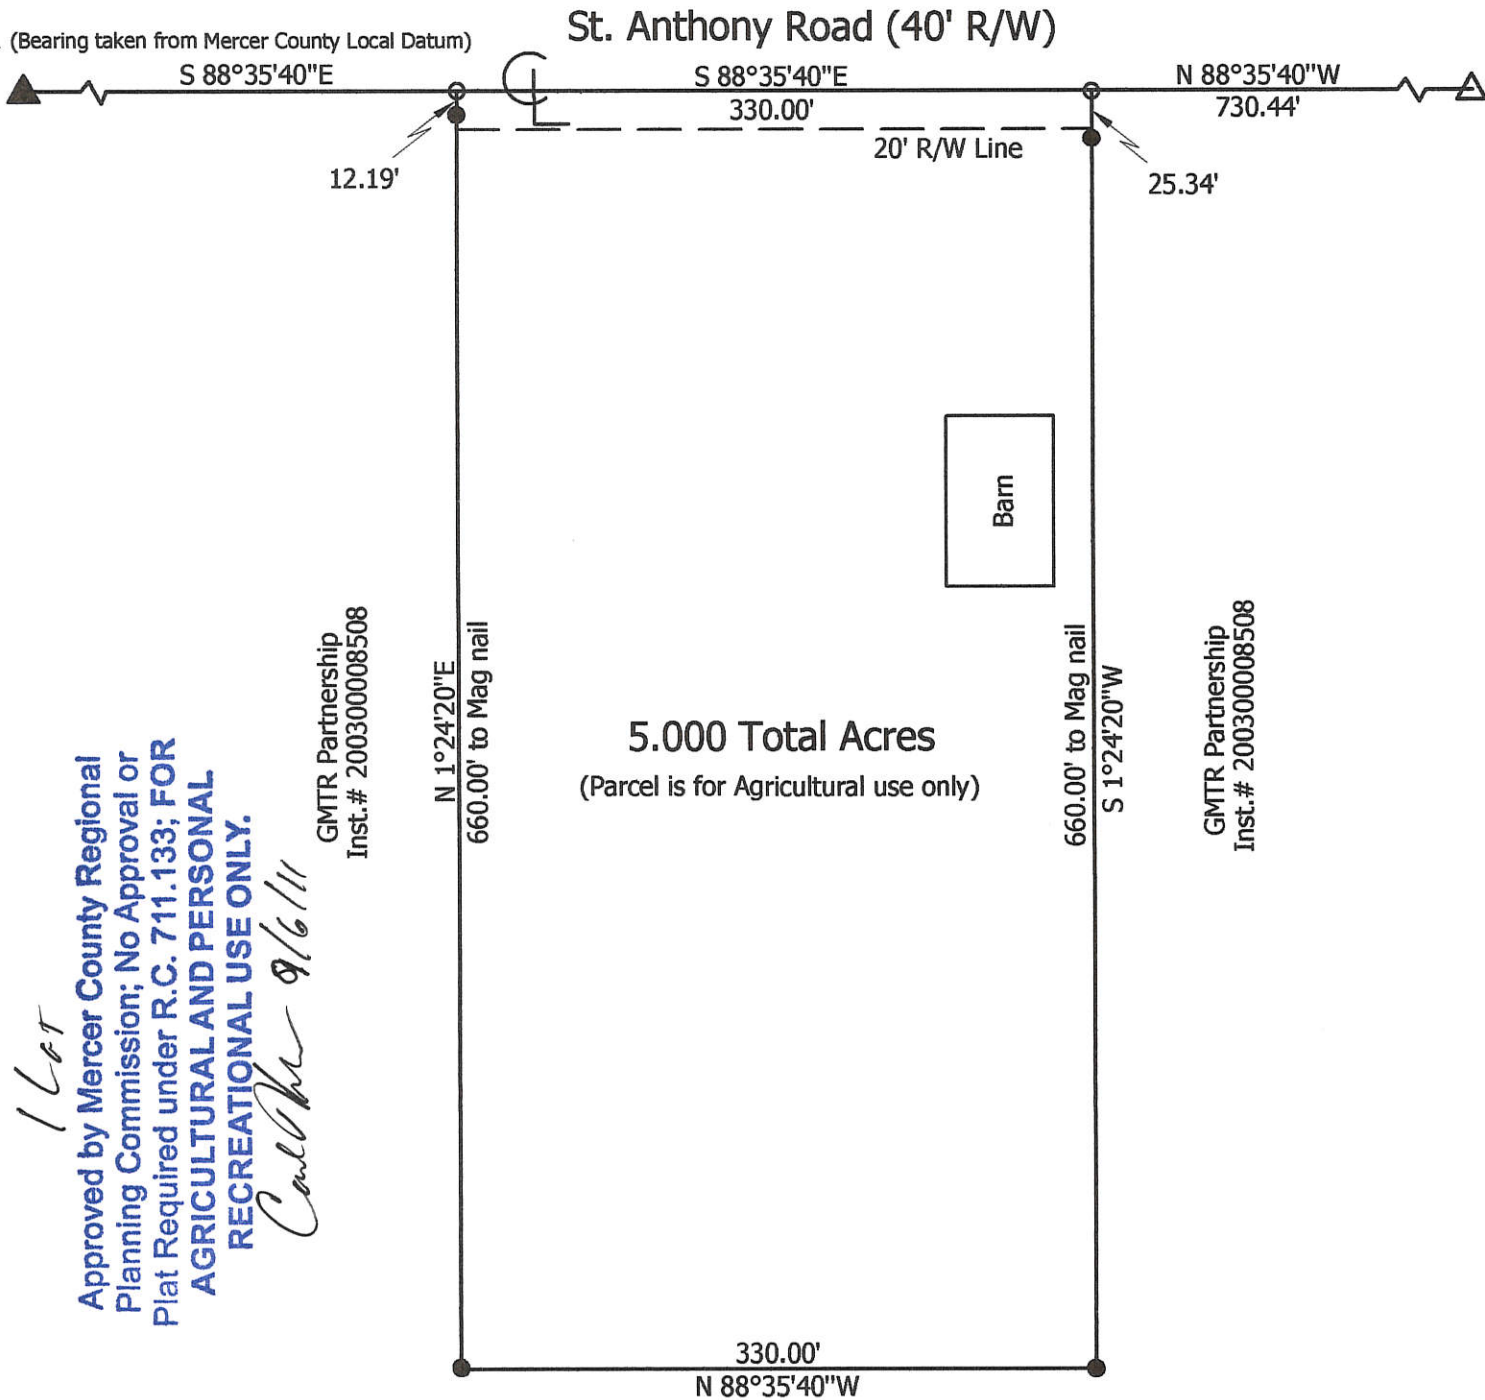 St. Anthony Road (40' R/W)
(Bearing taken from Mercer County Local Datum)
S 88°35'40"E
S 88°35'40"E
N 88°35'40"W
330.00'
730.44'
20' R/W Line
12.19'
25.34'
Barn
GMTR Partnership
Inst.# 200300008508
N 1°24'20"E
660.00' to Mag nail
5.000 Total Acres
(Parcel is for Agricultural use only)
660.00' to Mag nail
S 1°24'20"W
GMTR Partnership
Inst.# 200300008508
1 Lot
Approved by Mercer County Regional
Planning Commission; No Approval or
Plat Required under R.C. 711.133; FOR
AGRICULTURAL AND PERSONAL
RECREATIONAL USE ONLY.
9/6/11
330.00'
N 88°35'40"W